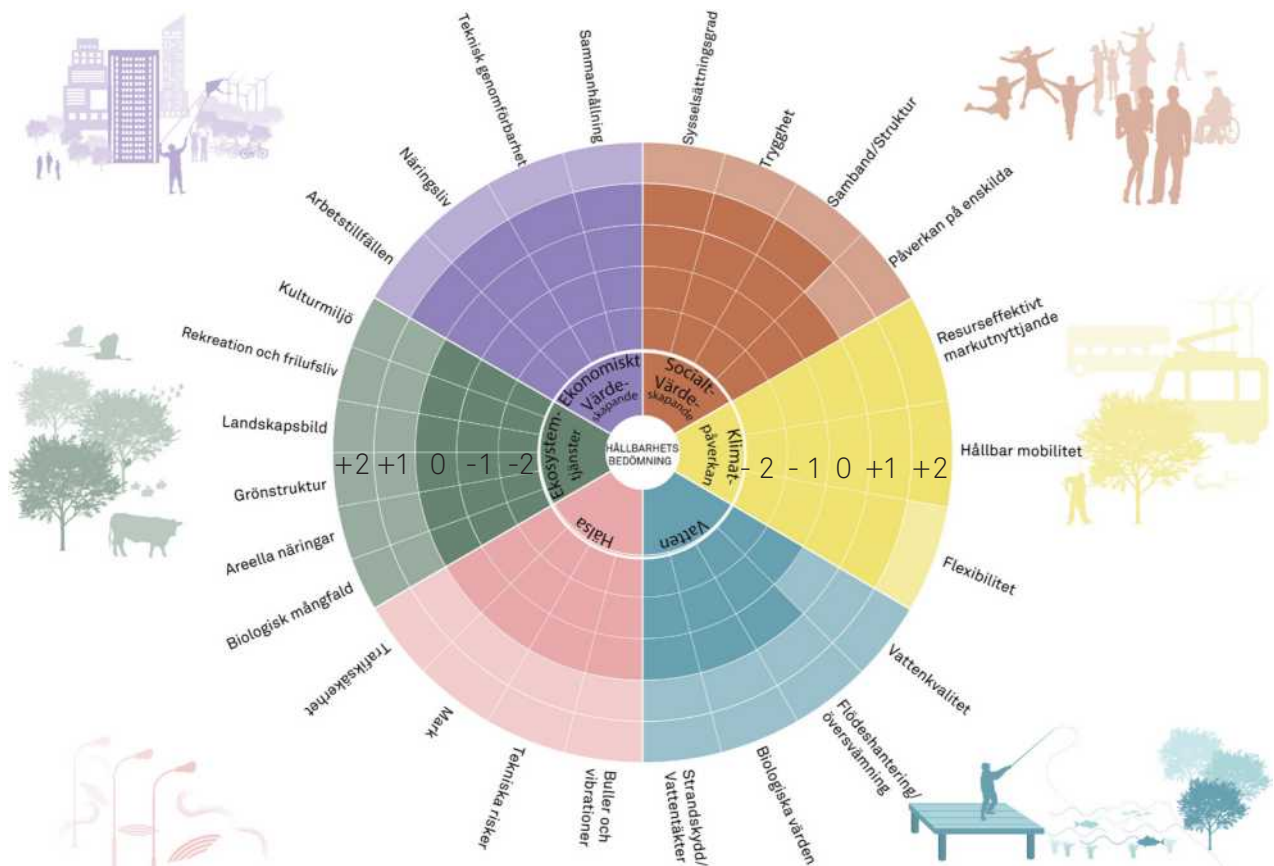 Sammanhållning
Teknisk genomförbarhet
Näringsliv
Arbetstillfällen
Sysselsättningsgrad
Trygghet
Samband/Struktur
Påverkan på enskilda
Resurseffektivt
markutnyttjande
Hållbar mobilitet
Flexibilitet
Vattenkvalitet
Flödeshantering/
översvämning
Biologiska värden
Strandskydd/
Vattentäkter
Buller och
vibrationer
Tekniska risker
Mark
Trafiksäkerhet
Biologisk mångfald
Areella näringar
Grönstruktur
Landskapsbild
Rekreation och frilufsliv
Kulturmiljö
Ekonomiskt
Värde-
skapande
Socialt-
Värde-
skapande
Klimat-
påverkan
Vatten
Hälsa
Ekosystem-
tjänster
HÅLLBARHETS
BEDÖMNING
+2 +1 0 -1 -2
- 2 - 1 0 +1 +2